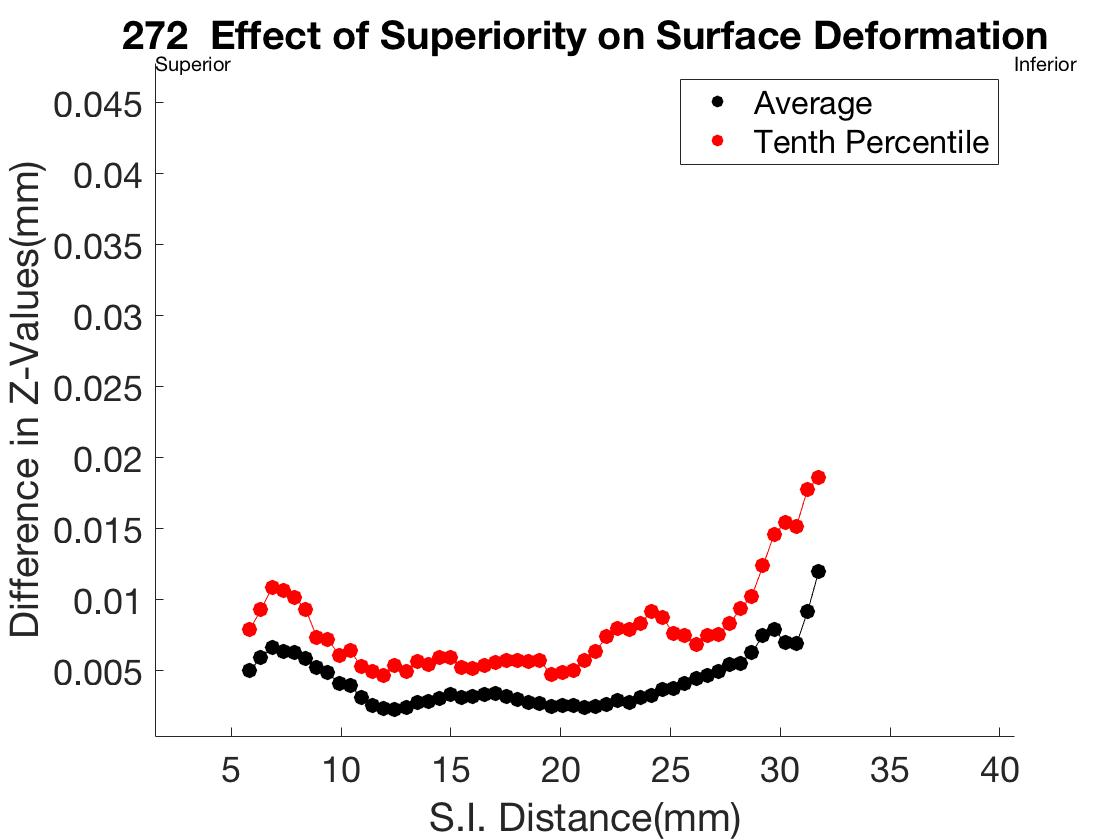 272  Effect of Superiority on Surface Deformation
Superior
Inferior
Average
Tenth Percentile
0.045
0.04
0.035
0.03
0.025
0.02
0.015
0.01
0.005
Difference in Z-Values(mm)
5 10 15 20 25 30 35 40
S.I. Distance(mm)